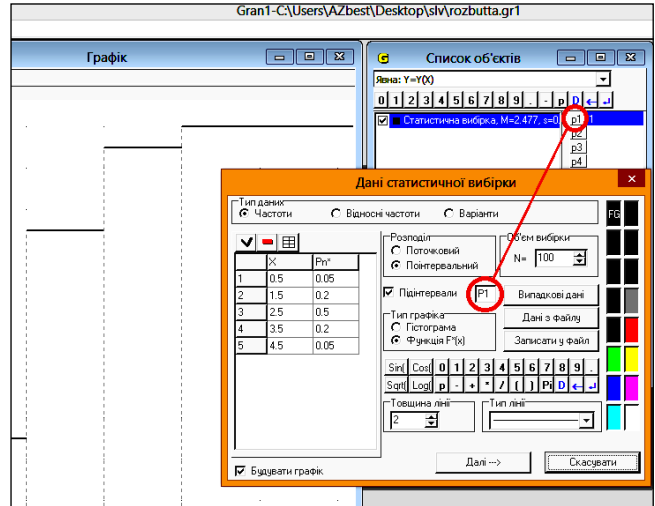 Gran1-C:\Users\AZbest\Desktop\slv\rozbutta.gr1
Графік
G Список об'єктів
Явна: Y=Y(X)
0 1 2 3 4 5 6 7 8 9 . - p D
Статистична вибірка, M=2.477, s=0, p1 1
p2
p3
p4
Дані статистичної вибірки
Тип даних
Частоти Відносні частоти Варіанти
FG
X Pn*
1 0.5 0.05
2 1.5 0.2
3 2.5 0.5
4 3.5 0.2
5 4.5 0.05
Будувати графік
Розподіл
Поточковий
Поінтервальний
Об'єм вибірки
N= 100
Підінтервали P1
Випадкові дані
Тип графіка
Гістограма
Функція F*(x)
Дані з файлу
Записати у файл
Sin( Cos( 0 1 2 3 4 5 6 7 8 9 .
Sqrt( Log( p - + * / ( ) Pi D
Товщина лінії
2
Тип лінії
Далі --->
Скасувати